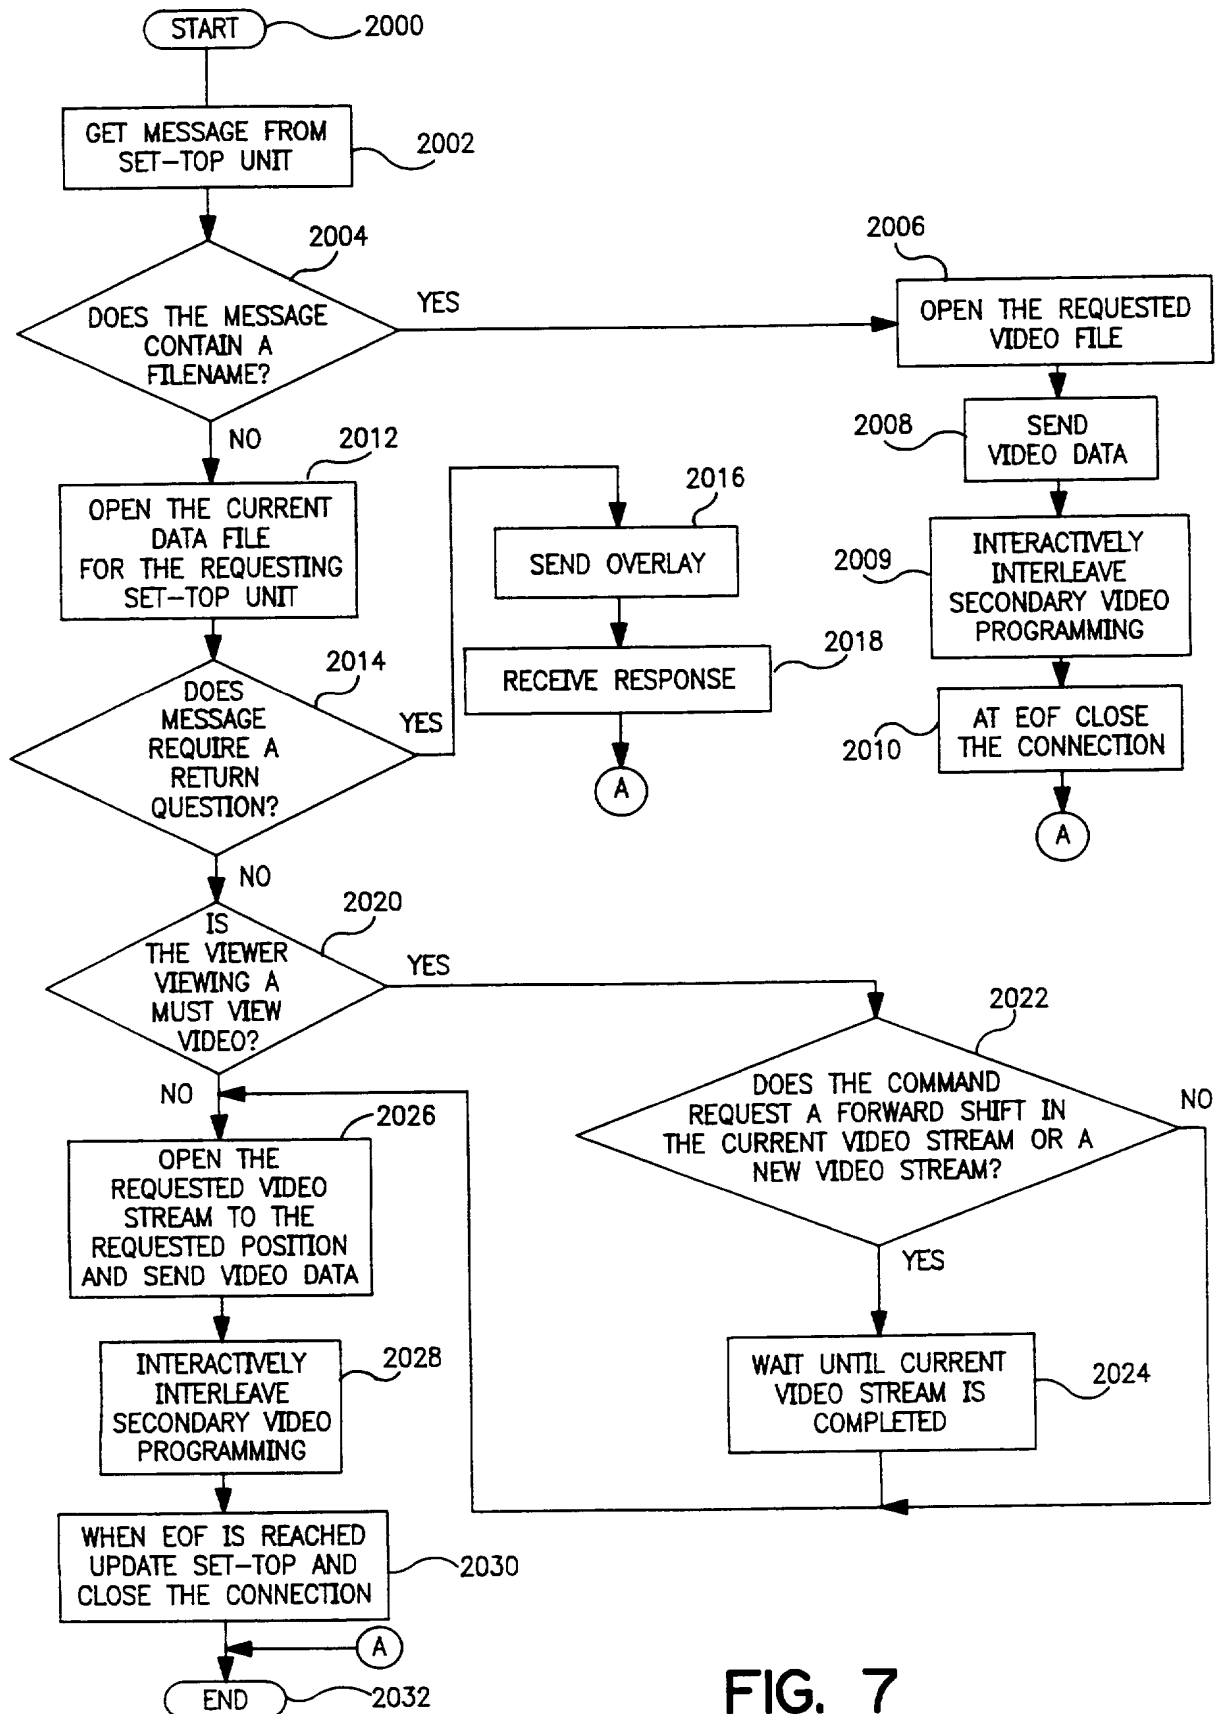 START
2000
GET MESSAGE FROM
SET-TOP UNIT
2002
2004
DOES THE MESSAGE
CONTAIN A
FILENAME?
YES
NO
2006
OPEN THE REQUESTED
VIDEO FILE
2008
SEND
VIDEO DATA
2009
INTERACTIVELY
INTERLEAVE
SECONDARY VIDEO
PROGRAMMING
2010
AT EOF CLOSE
THE CONNECTION
A
2012
OPEN THE CURRENT
DATA FILE
FOR THE REQUESTING
SET-TOP UNIT
2014
DOES
MESSAGE
REQUIRE A
RETURN
QUESTION?
YES
NO
2016
SEND OVERLAY
RECEIVE RESPONSE
2018
A
2020
IS
THE VIEWER
VIEWING A
MUST VIEW
VIDEO?
YES
NO
2022
DOES THE COMMAND
REQUEST A FORWARD SHIFT IN
THE CURRENT VIDEO STREAM OR A
NEW VIDEO STREAM?
NO
YES
WAIT UNTIL CURRENT
VIDEO STREAM IS
COMPLETED
2024
2026
OPEN THE
REQUESTED VIDEO
STREAM TO THE
REQUESTED POSITION
AND SEND VIDEO DATA
INTERACTIVELY
INTERLEAVE
SECONDARY VIDEO
PROGRAMMING
2028
WHEN EOF IS REACHED
UPDATE SET-TOP AND
CLOSE THE CONNECTION
2030
A
END
2032
FIG. 7